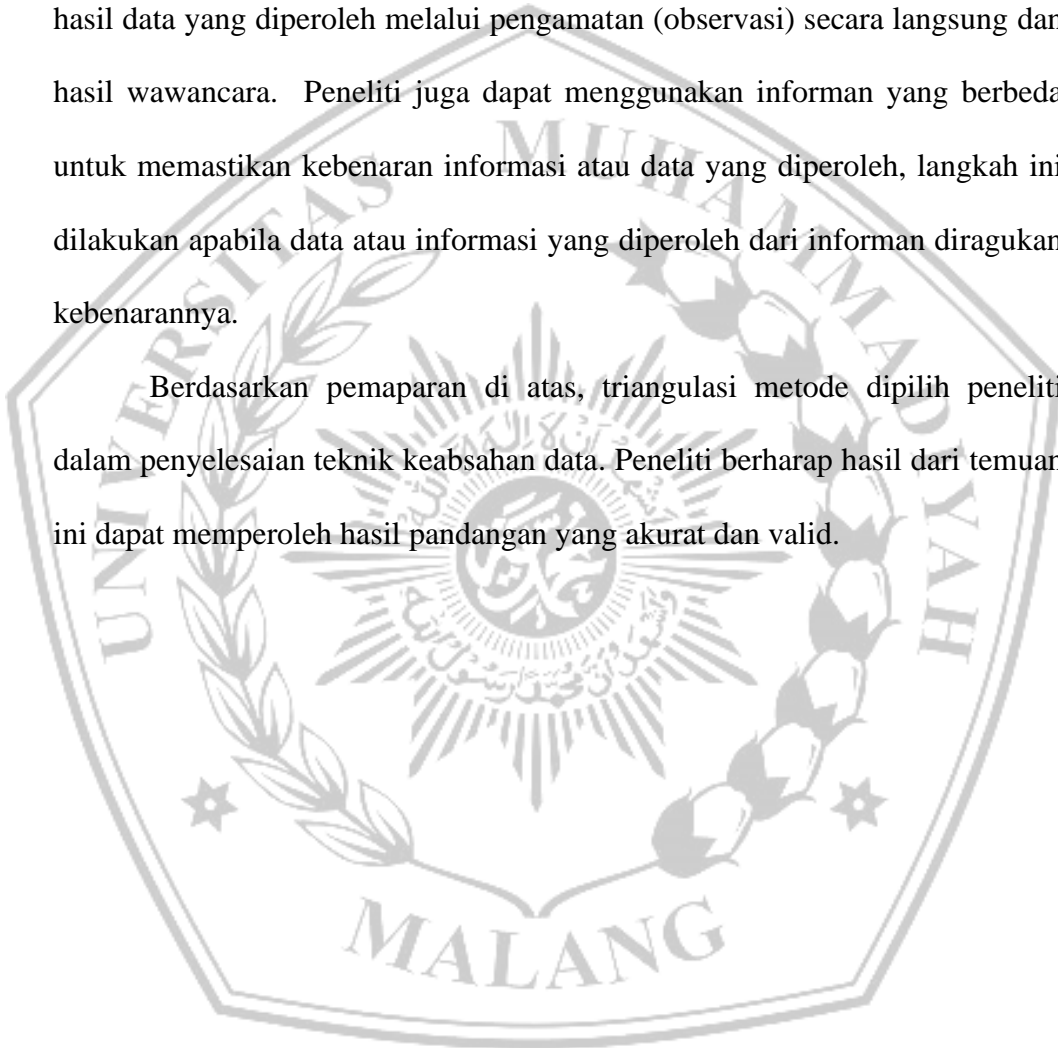 hasil data yang diperoleh melalui pengamatan (observasi) secara langsung dan
hasil wawancara. Peneliti juga dapat menggunakan informan yang berbeda
untuk memastikan kebenaran informasi atau data yang diperoleh, langkah ini
dilakukan apabila data atau informasi yang diperoleh dari informan diragukan
kebenarannya.
Berdasarkan pemaparan di atas, triangulasi metode dipilih peneliti
dalam penyelesaian teknik keabsahan data. Peneliti berharap hasil dari temuan
ini dapat memperoleh hasil pandangan yang akurat dan valid.
UNIVERSITAS MUHAMMADIYAH
MALANG